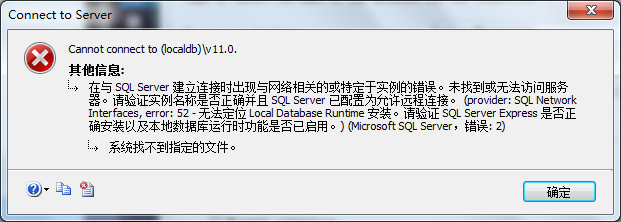 Connect to Server
Cannot connect to (localdb)\v11.0.
其他信息:
在与 SQL Server 建立连接时出现与网络相关的或特定于实例的错误。未找到或无法访问服务
器。请验证实例名称是否正确并且 SQL Server 已配置为允许远程连接。 (provider: SQL Network
Interfaces, error: 52 - 无法定位 Local Database Runtime 安装。请验证 SQL Server Express 是否正
确安装以及本地数据库运行时功能是否已启用。) (Microsoft SQL Server，错误: 2)
系统找不到指定的文件。
确定